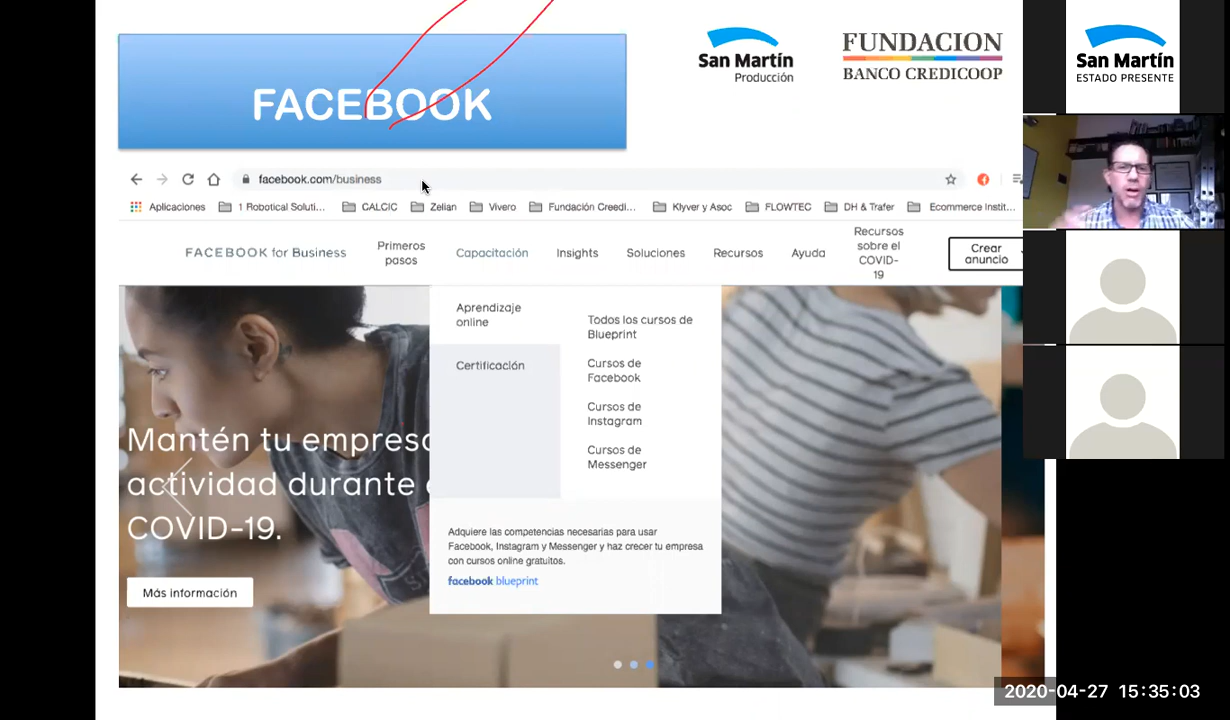 FACEBOOK
San Martín
Producción
FUNDACION
BANCO CREDICOOP
San Martín
ESTADO PRESENTE
facebook.com/business
Aplicaciones
1 Robotical Soluti...
CALCIC
Zelian
Vivero
Fundación Creedi...
Klyver y Asoc
FLOWTEC
DH & Trafer
Ecommerce Instit...
FACEBOOK for Business
Primeros
pasos
Capacitación
Insights
Soluciones
Recursos
Ayuda
Recursos
sobre el
COVID-
19
Crear
anuncio
Aprendizaje
online
Certificación
Todos los cursos de
Blueprint
Cursos de
Facebook
Cursos de
Instagram
Cursos de
Messenger
Mantén tu empresa
actividad durante
COVID-19.
Más información
Adquiere las competencias necesarias para usar
Facebook, Instagram y Messenger y haz crecer tu empresa
con cursos online gratuitos.
facebook blueprint
2020-04-27 15:35:03